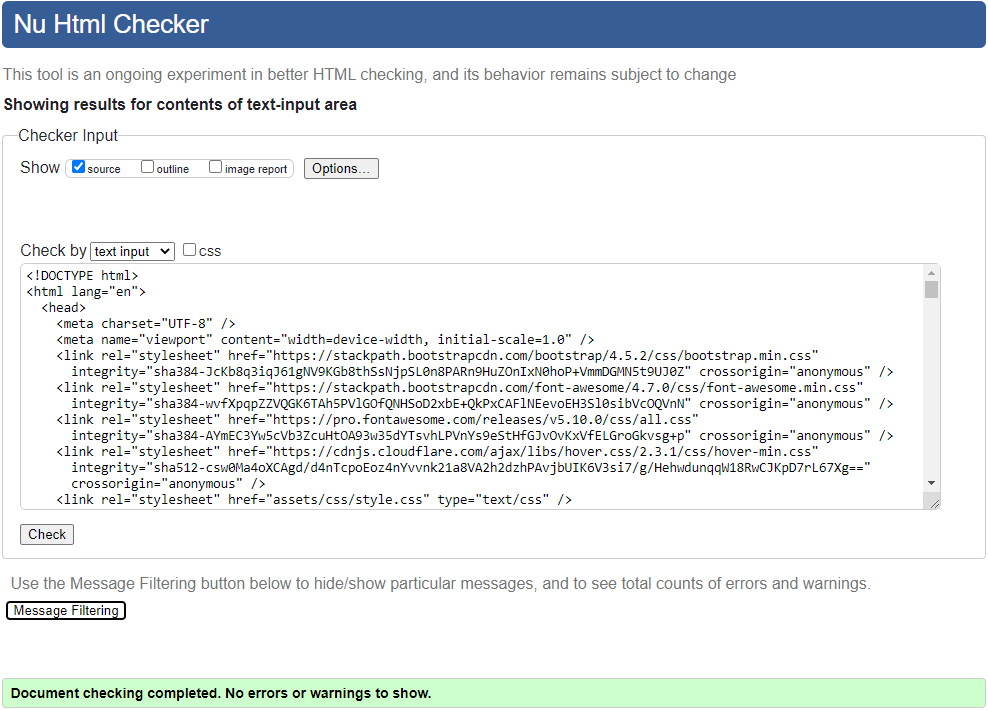 Nu Html Checker
This tool is an ongoing experiment in better HTML checking, and its behavior remains subject to change
Showing results for contents of text-input area
Checker Input
Show source outline image report Options...
Check by text input css
<!DOCTYPE html>
<html lang="en">
<head>
<meta charset="UTF-8" />
<meta name="viewport" content="width=device-width, initial-scale=1.0" />
<link rel="stylesheet" href="https://stackpath.bootstrapcdn.com/bootstrap/4.5.2/css/bootstrap.min.css"
integrity="sha384-JcKb8q3iqJ61gNV9KGb8thSsNjpSL0n8PARn9HuZOnIxN0hoP+VmmDGMN5t9UJ0Z" crossorigin="anonymous" />
<link rel="stylesheet" href="https://stackpath.bootstrapcdn.com/font-awesome/4.7.0/css/font-awesome.min.css"
integrity="sha384-wvfXpqpZZVQGK6TAh5PVlGOfQNHSoD2xbE+QkPxCAFlNEevoEH3Sl0sibVcOQVnN" crossorigin="anonymous" />
<link rel="stylesheet" href="https://pro.fontawesome.com/releases/v5.10.0/css/all.css"
integrity="sha384-AYmEC3Yw5cVb3ZcuHtOA93w35dYTsvhLPVnYs9eStHfGJvOvKxVfELGroGkvsg+p" crossorigin="anonymous" />
<link rel="stylesheet" href="https://cdnjs.cloudflare.com/ajax/libs/hover.css/2.3.1/css/hover-min.css"
integrity="sha512-csw0Ma4oXCAgd/d4nTcpoEoz4nYvvnk21a8VA2h2dzhPAvjbUIK6V3si7/g/HehwdunqqW18RwCJKpD7rL67Xg=="
crossorigin="anonymous" />
<link rel="stylesheet" href="assets/css/style.css" type="text/css" />
Check
Use the Message Filtering button below to hide/show particular messages, and to see total counts of errors and warnings.
Message Filtering
Document checking completed. No errors or warnings to show.